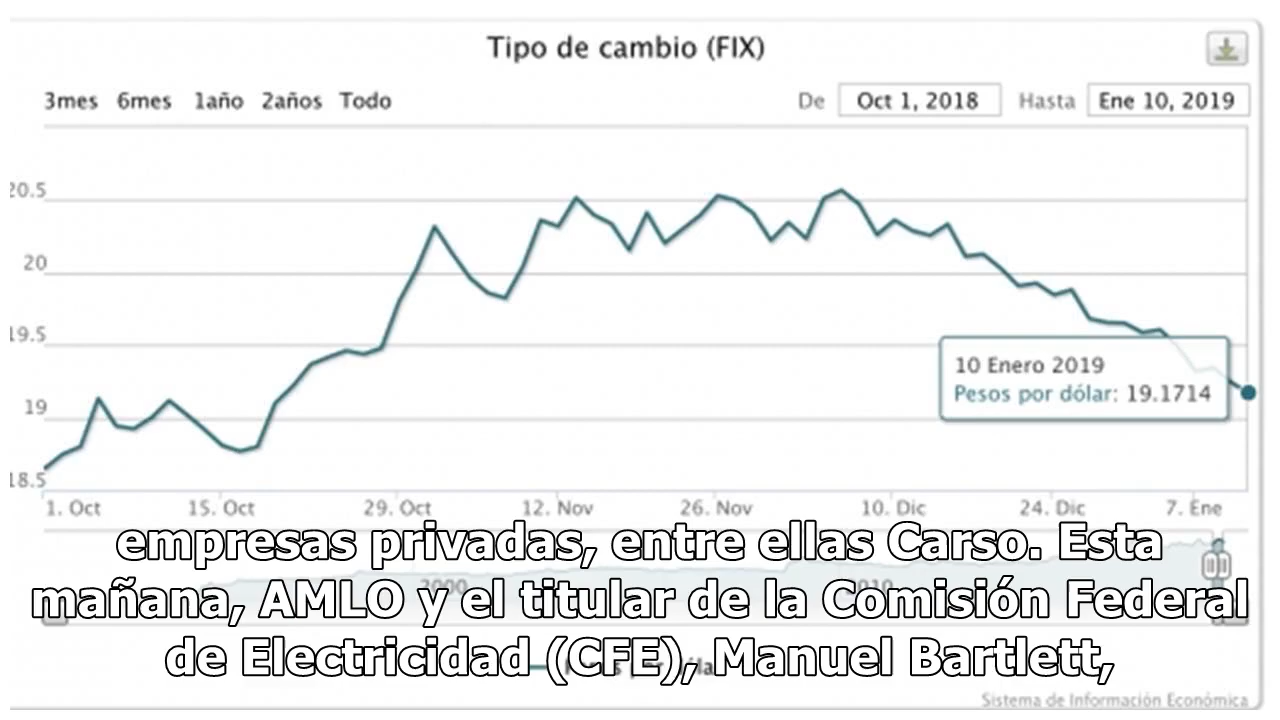 Tipo de cambio (FIX)
3mes 6mes 1año 2años Todo De Oct 1, 2018 Hasta Ene 10, 2019
20.5
20
19.5
19
18.5
10 Enero 2019
Pesos por dólar: 19.1714
1. Oct 15. Oct 29. Oct 12. Nov 26. Nov 10. Dic 24. Dic 7. Ene
empresas privadas, entre ellas Carso. Esta
2000
mañana, AMLO y el titular de la Comisión Federal
de Electricidad (CFE), Manuel Bartlett,
Sistema de Información Económica